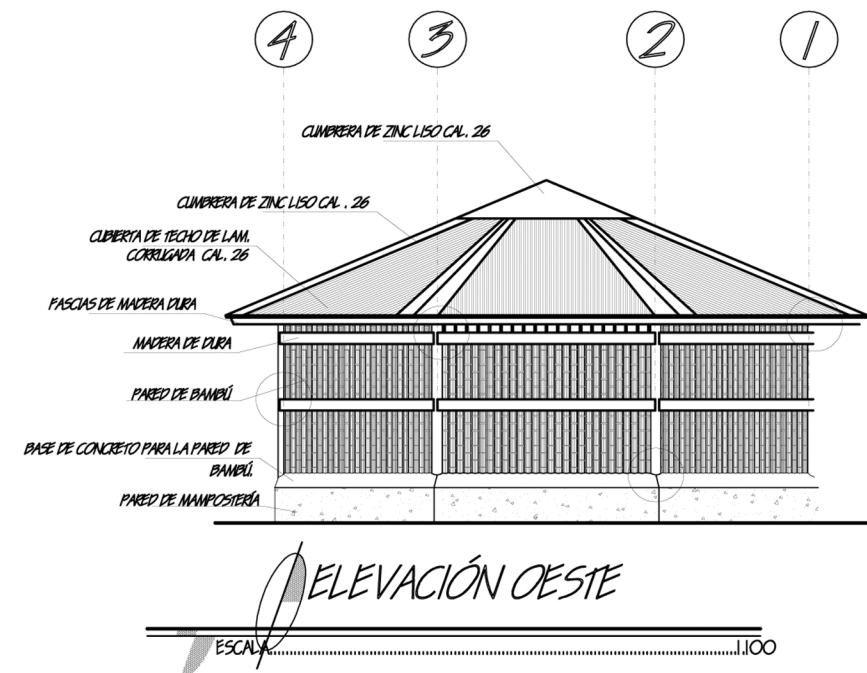 4 3 2 1
CUMBRERA DE ZINC LISO CAL. 26
CUMBRERA DE ZINC LISO CAL . 26
CUBIERTA DE TECHO DE LAM.
CORRUGADA CAL. 26
FASCIAS DE MADERA DURA
MADERA DE DURA
PARED DE BAMBÚ
BASE DE CONCRETO PARA LA PARED DE
BAMBÚ.
PARED DE MAMPOSTERÍA
ELEVACIÓN OESTE
ESCALA..........................................................................................1:100